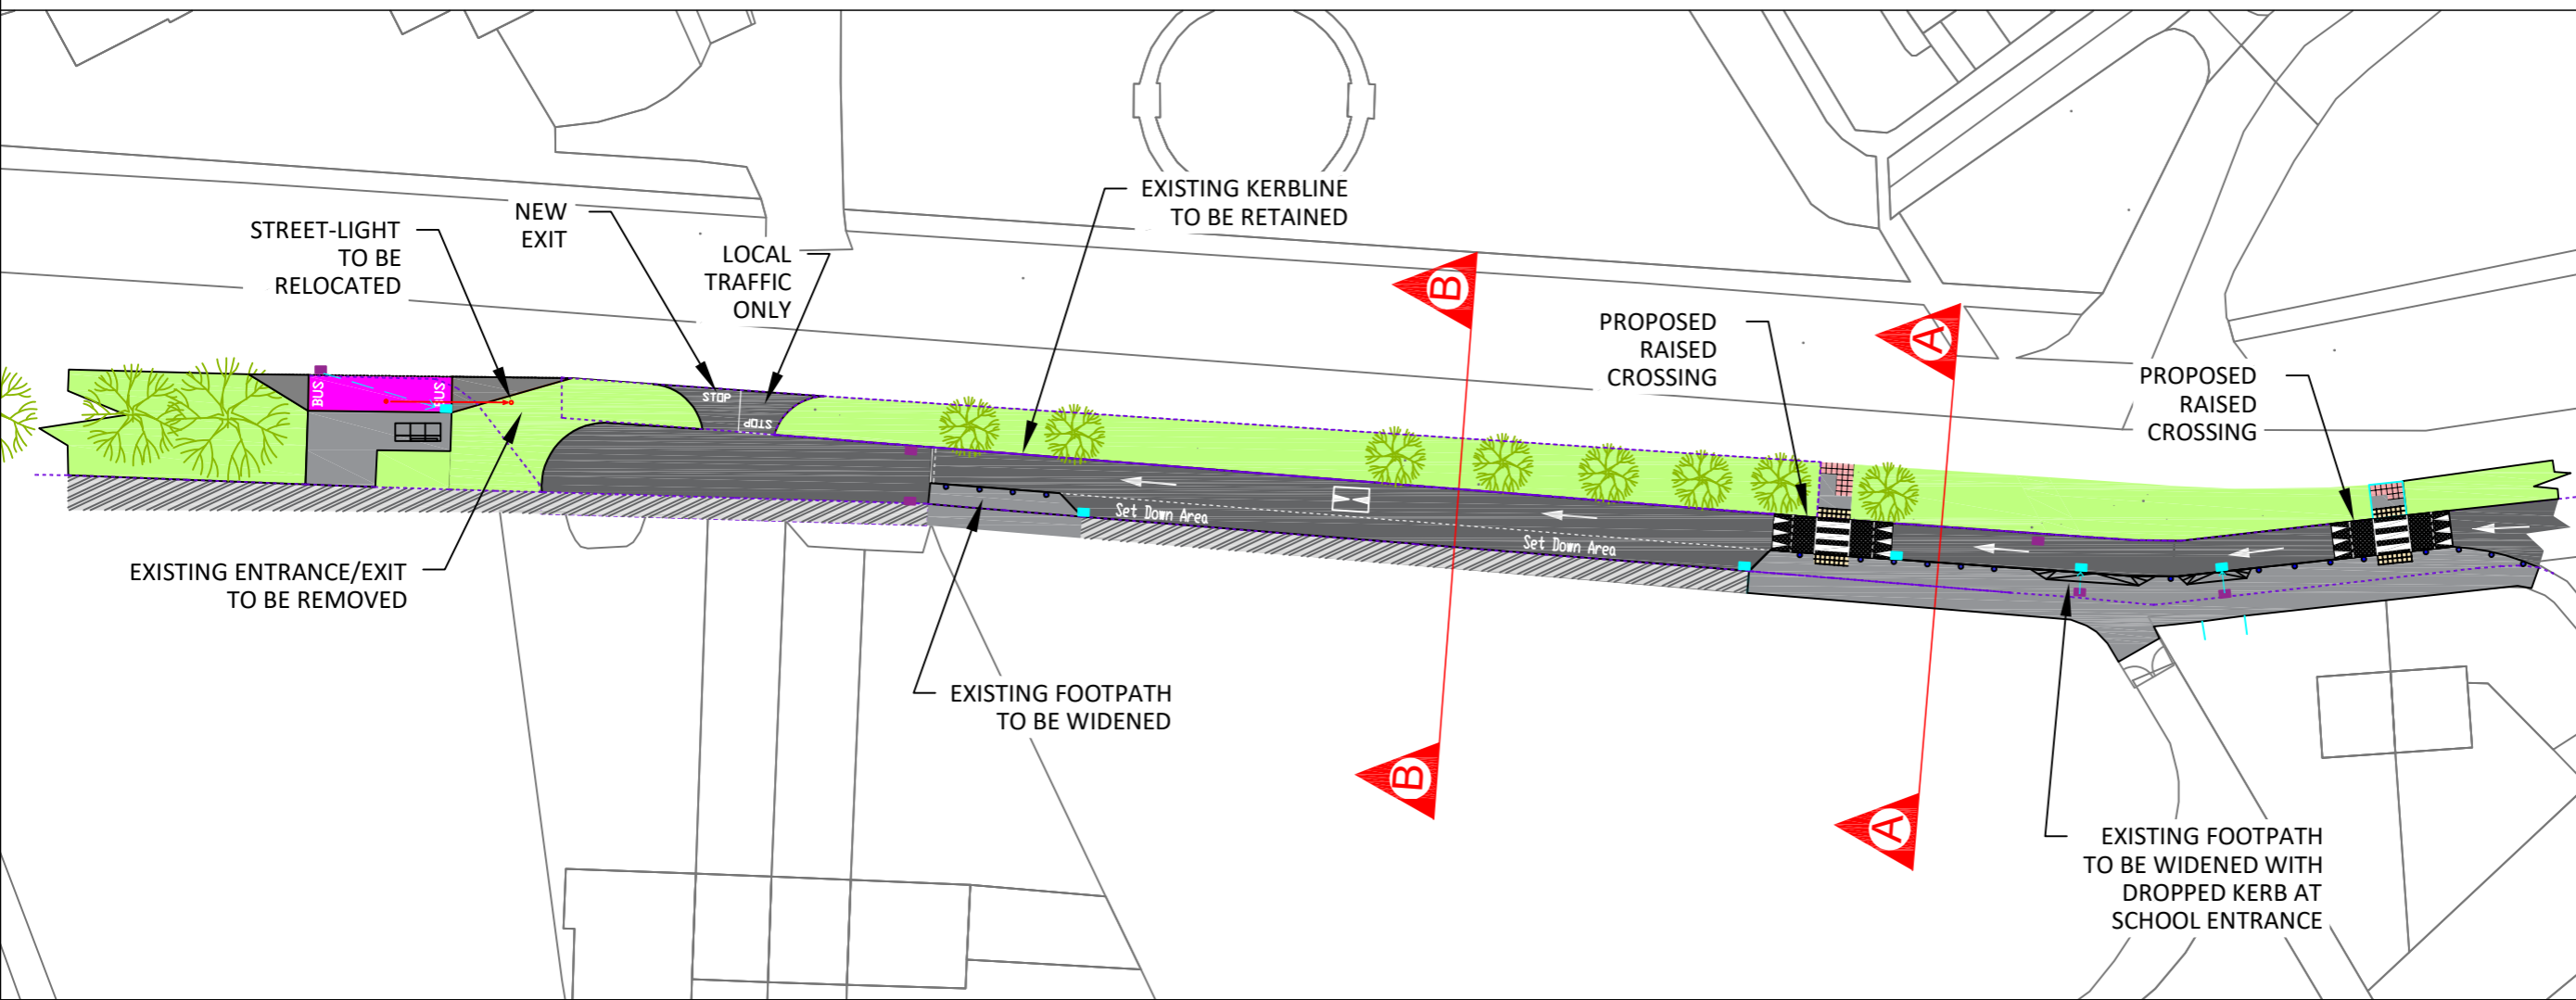 EXISTING KERBLINE
TO BE RETAINED
NEW
EXIT
STREET-LIGHT
TO BE
RELOCATED
LOCAL
TRAFFIC
ONLY
B
A
PROPOSED
RAISED
CROSSING
PROPOSED
RAISED
CROSSING
BUS
BUS
STOP
STOP
Set Down Area
Set Down Area
EXISTING ENTRANCE/EXIT
TO BE REMOVED
EXISTING FOOTPATH
TO BE WIDENED
B
A
EXISTING FOOTPATH
TO BE WIDENED WITH
DROPPED KERB AT
SCHOOL ENTRANCE